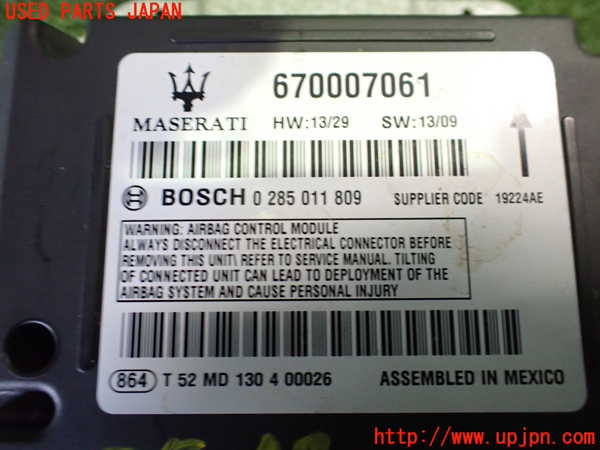 USED PARTS JAPAN
670007061
MASERATI HW:13/29 SW:13/09
BOSCH 0 285 011 809 SUPPLIER CODE 19224AE
WARNING: AIRBAG CONTROL MODULE
ALWAYS DISCONNECT THE ELECTRICAL CONNECTOR BEFORE
REMOVING THIS UNIT\ REFER TO SERVICE MANUAL. TILTING
OF CONNECTED UNIT CAN LEAD TO DEPLOYMENT OF THE
AIRBAG SYSTEM AND CAUSE PERSONAL INJURY
864 T 52 MD 130 4 00026 ASSEMBLED IN MEXICO
http://www.upjpn.com/